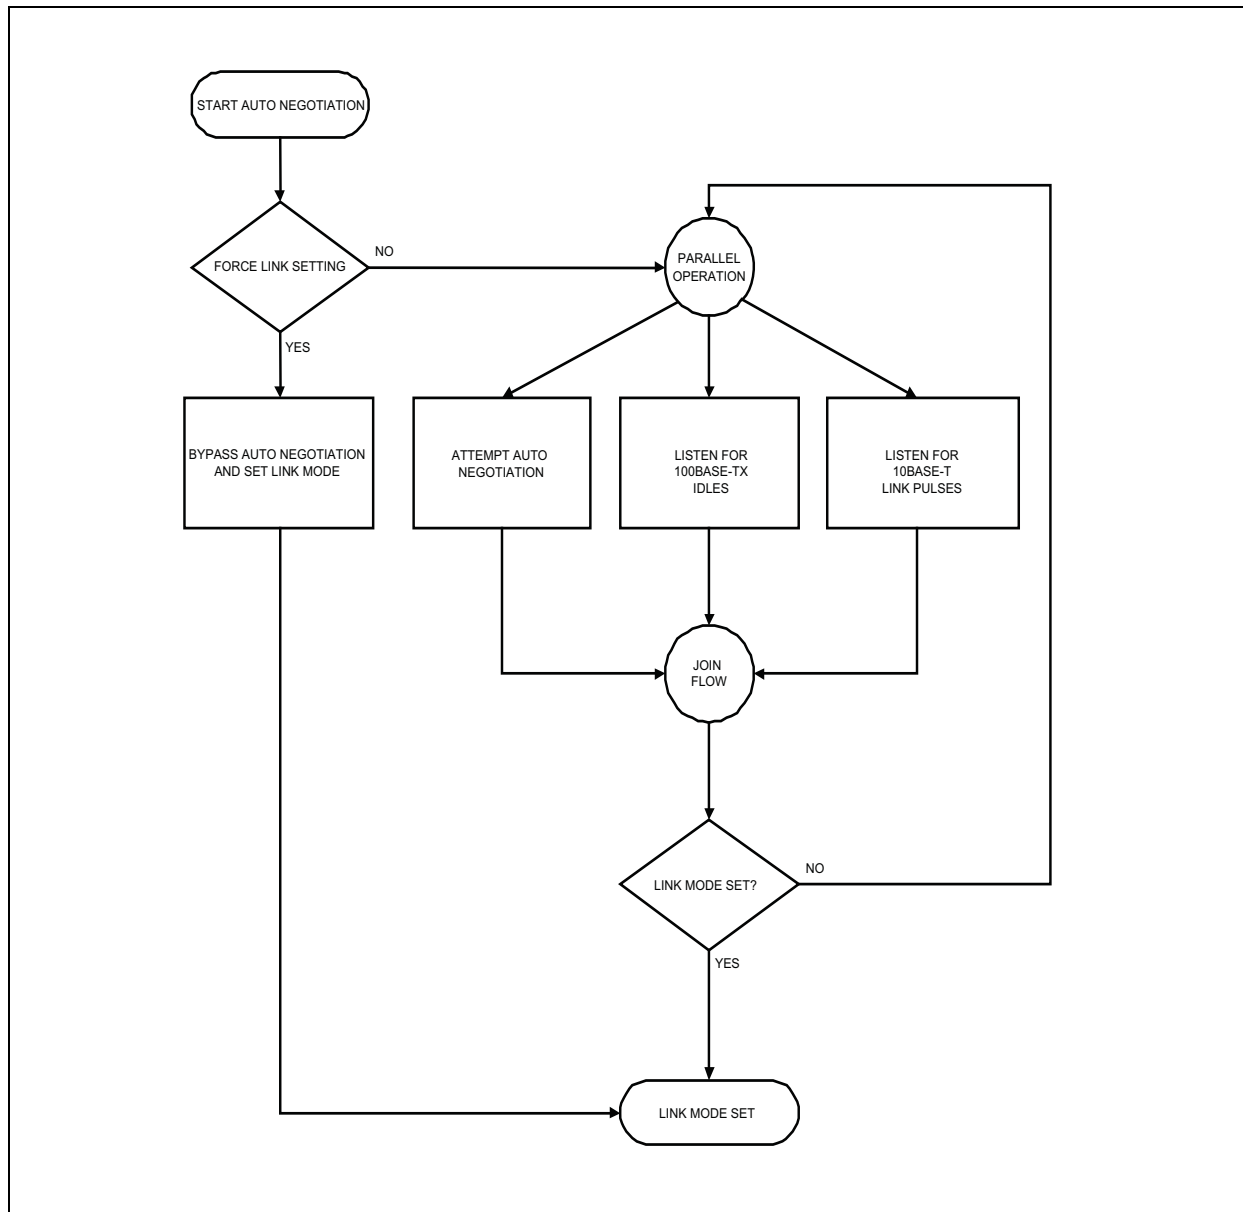 START AUTO NEGOTIATION
FORCE LINK SETTING
NO
PARALLEL
OPERATION
YES
BYPASS AUTO NEGOTIATION
AND SET LINK MODE
ATTEMPT AUTO
NEGOTIATION
LISTEN FOR
100BASE-TX
IDLES
LISTEN FOR
10BASE-T
LINK PULSES
JOIN
FLOW
LINK MODE SET?
NO
YES
LINK MODE SET